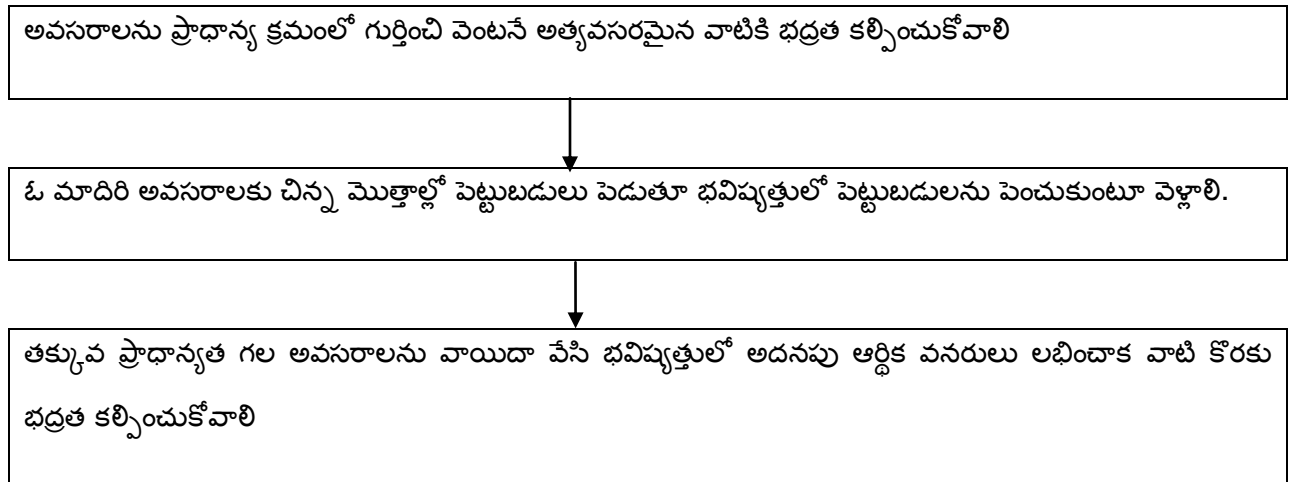 అవసరాలను ప్రాధాన్య క్రమంలో గుర్తించి వెంటనే అత్యవసరమైన వాటికి భద్రత కల్పించుకోవాలి
ఓ మాదిరి అవసరాలకు చిన్న మొత్తాల్లో పెట్టుబడులు పెడుతూ భవిష్యత్తులో పెట్టుబడులను పెంచుకుంటూ వెళ్లాలి.
తక్కువ ప్రాధాన్యత గల అవసరాలను వాయిదా వేసి భవిష్యత్తులో అదనపు ఆర్థిక వనరులు లభించాక వాటి కొరకు
భద్రత కల్పించుకోవాలి